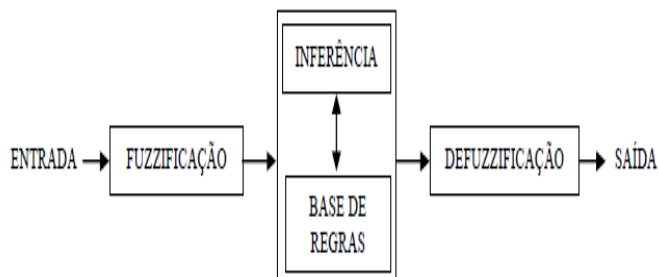 INFERÊNCIA
ENTRADA
FUZZIFICAÇÃO
DEFUZZIFICAÇÃO
SAÍDA
BASE DE
REGRAS